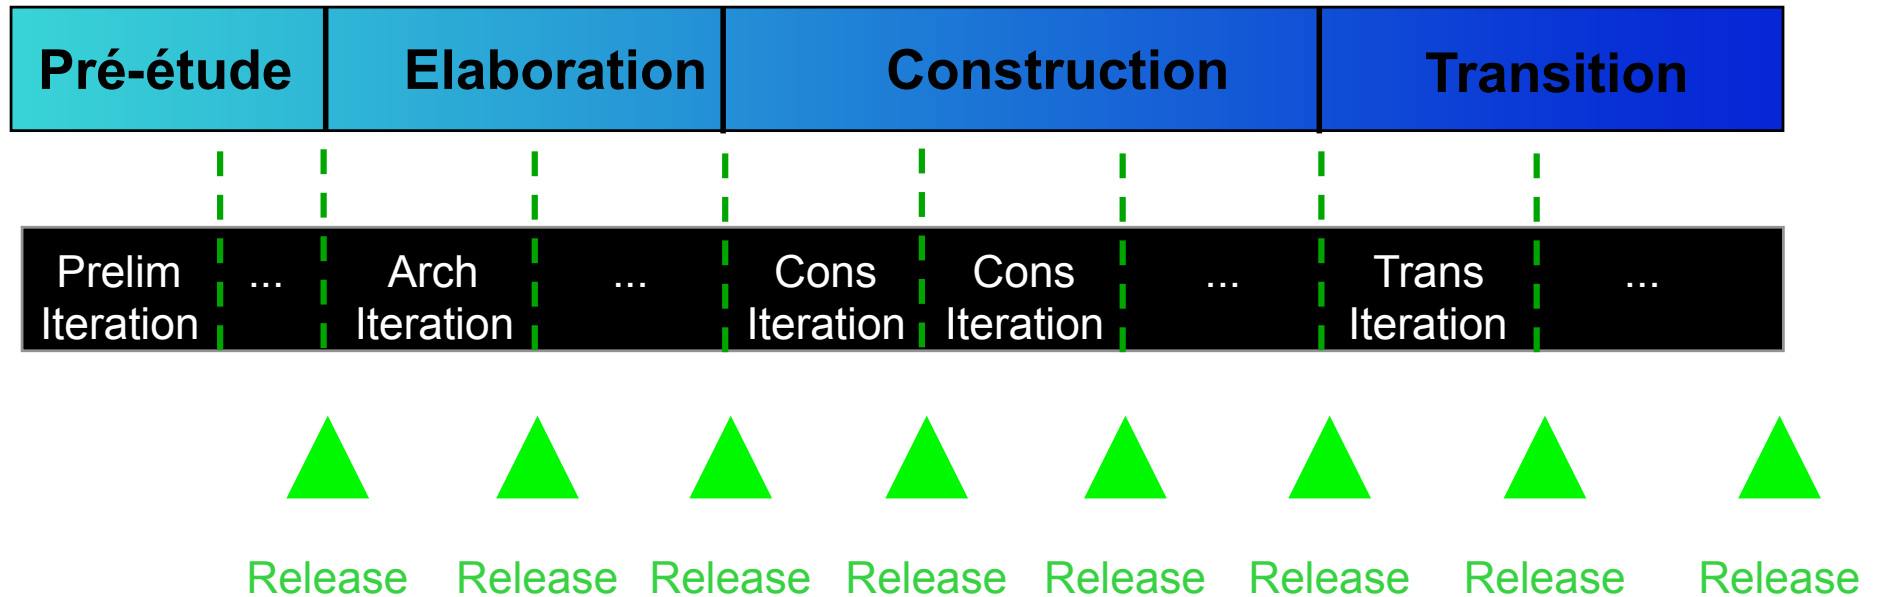 Pré-étude Elaboration Construction Transition
Prelim ... Arch ... Cons Cons ... Trans ...
Iteration Iteration Iteration Iteration Iteration
Release Release Release Release Release Release Release Release